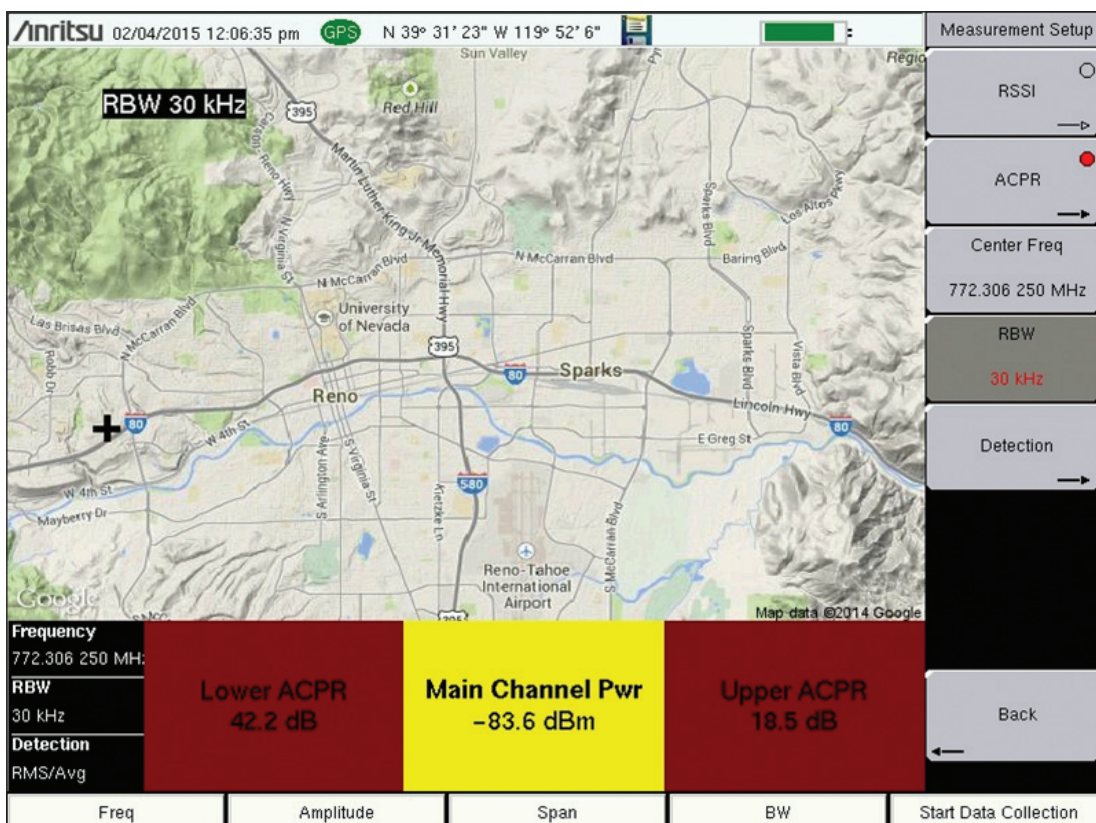 Anritsu 02/04/2015 12:06:35 pm GPS N 39° 31' 23" W 119° 52' 6"
Measurement Setup
RSSI
ACPR
Center Freq
772.306 250 MHz
RBW
30 kHz
Detection
Back
RBW 30 kHz
Sun Valley
Red Hill
395
Carson-Reno Hwy
N Virginia St
Martin Luther King Jr Memorial Hwy
Sparks Blvd
Los Altos Pkwy
N McCarran Blvd
N McCarran Blvd
Baring Blvd
Las Brisas Blvd
N McCarran Blvd
University
of Nevada
395
Robb Dr
80
Sparks
Sparks Blvd
Vista Blvd
Reno
Lincoln Hwy
80
80
W 4th St
E Greg St
S Arlington Ave
S Virginia St
580
W 4th St
Kietzke Ln
S McCarran Blvd
Mayberry Dr
Reno-Tahoe
International
Airport
Google
Map data ©2014 Google
Frequency
772.306 250 MH
RBW
30 kHz
Detection
RMS/Avg
Lower ACPR
42.2 dB
Main Channel Pwr
-83.6 dBm
Upper ACPR
18.5 dB
Freq
Amplitude
Span
BW
Start Data Collection